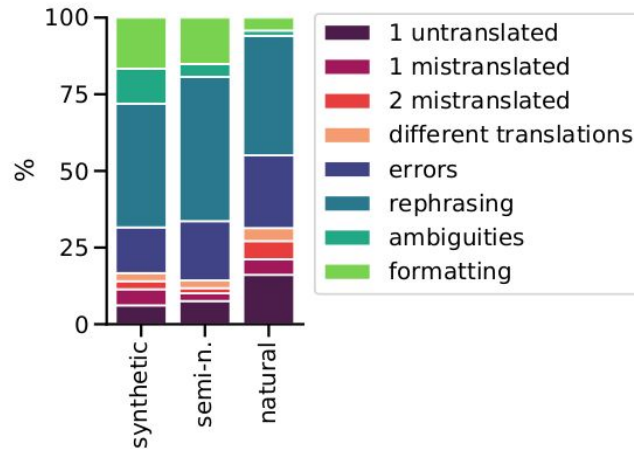 100
75
50
25
0
%
synthetic
semi-n.
natural
1 untranslated
1 mistranslated
2 mistranslated
different translations
errors
rephrasing
ambiguities
formatting